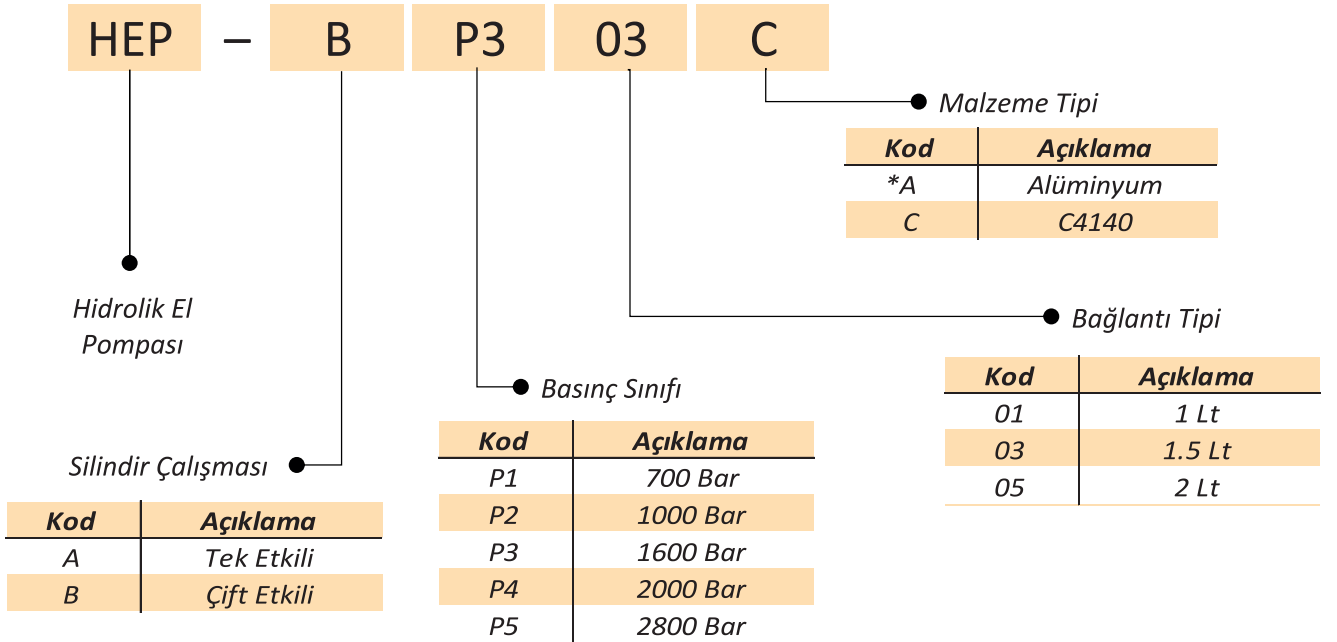 HEP – B P3 03 C
Malzeme Tipi
Kod Açıklama
*A Alüminyum
C C4140
Hidrolik El
Pompası
Bağlantı Tipi
Kod Açıklama
01 1 Lt
03 1.5 Lt
05 2 Lt
Basınç Sınıfı
Kod Açıklama
P1 700 Bar
P2 1000 Bar
P3 1600 Bar
P4 2000 Bar
P5 2800 Bar
Silindir Çalışması
Kod Açıklama
A Tek Etkili
B Çift Etkili